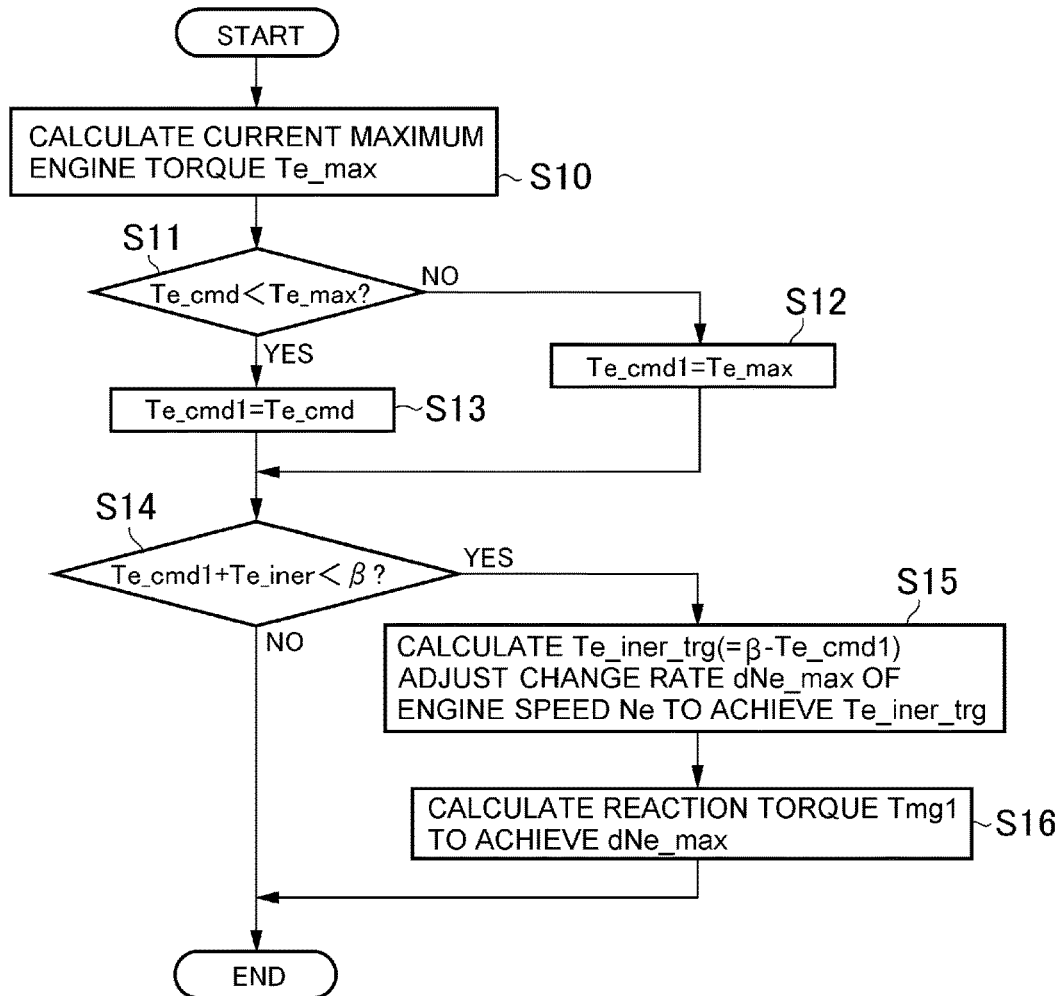 START
CALCULATE CURRENT MAXIMUM
ENGINE TORQUE Te_max
S10
S11
Te_cmd＜Te_max?
NO
YES
S12
Te_cmd1=Te_max
Te_cmd1=Te_cmd
S13
S14
Te_cmd1+Te_iner＜β?
YES
NO
S15
CALCULATE Te_iner_trg(=β-Te_cmd1)
ADJUST CHANGE RATE dNe_max OF
ENGINE SPEED Ne TO ACHIEVE Te_iner_trg
CALCULATE REACTION TORQUE Tmg1
TO ACHIEVE dNe_max
S16
END